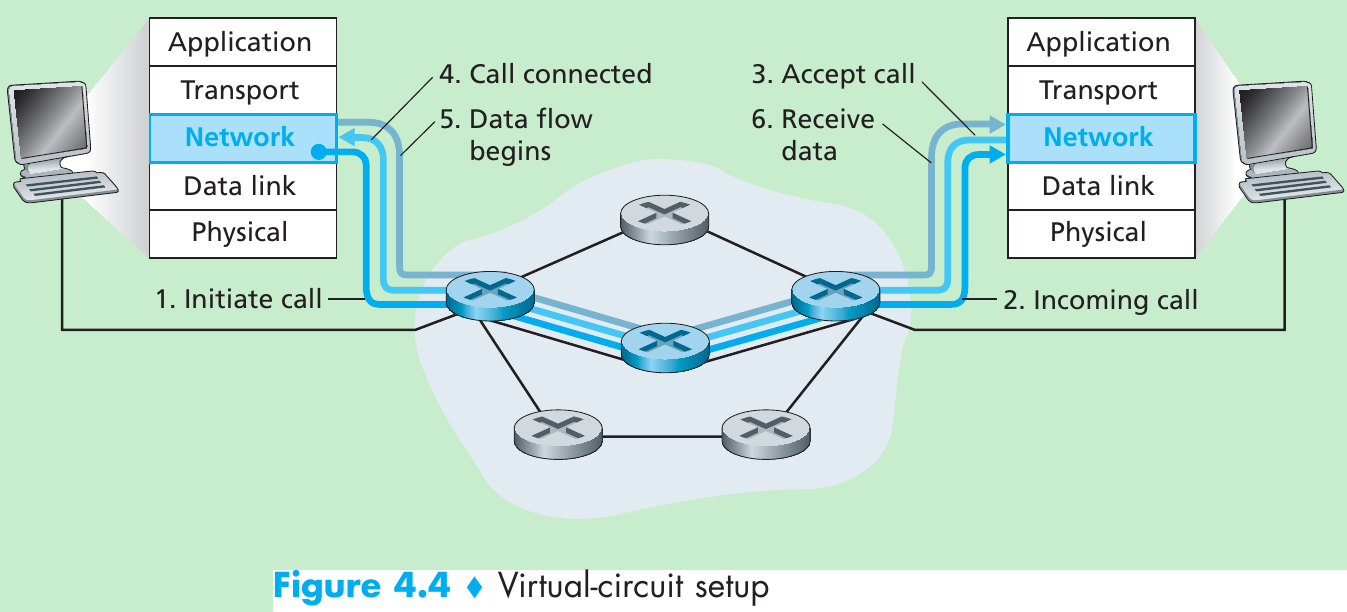 Application
Transport
Network
Data link
Physical
4. Call connected
5. Data flow
begins
1. Initiate call
3. Accept call
6. Receive
data
Application
Transport
Network
Data link
Physical
2. Incoming call
Figure 4.4 ♦ Virtual-circuit setup